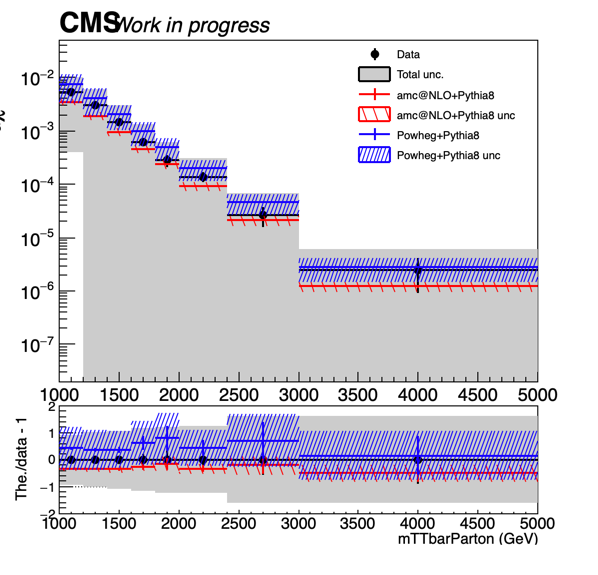 CMS Work in progress
Data
Total unc.
amc@NLO+Pythia8
amc@NLO+Pythia8 unc
Powheg+Pythia8
Powheg+Pythia8 unc
10−2
10−3
10−4
10−5
10−6
10−7
1000 1500 2000 2500 3000 3500 4000 4500 5000
The./data - 1
2
1
0
−1
−2
1000 1500 2000 2500 3000 3500 4000 4500 5000
mTTbarParton (GeV)